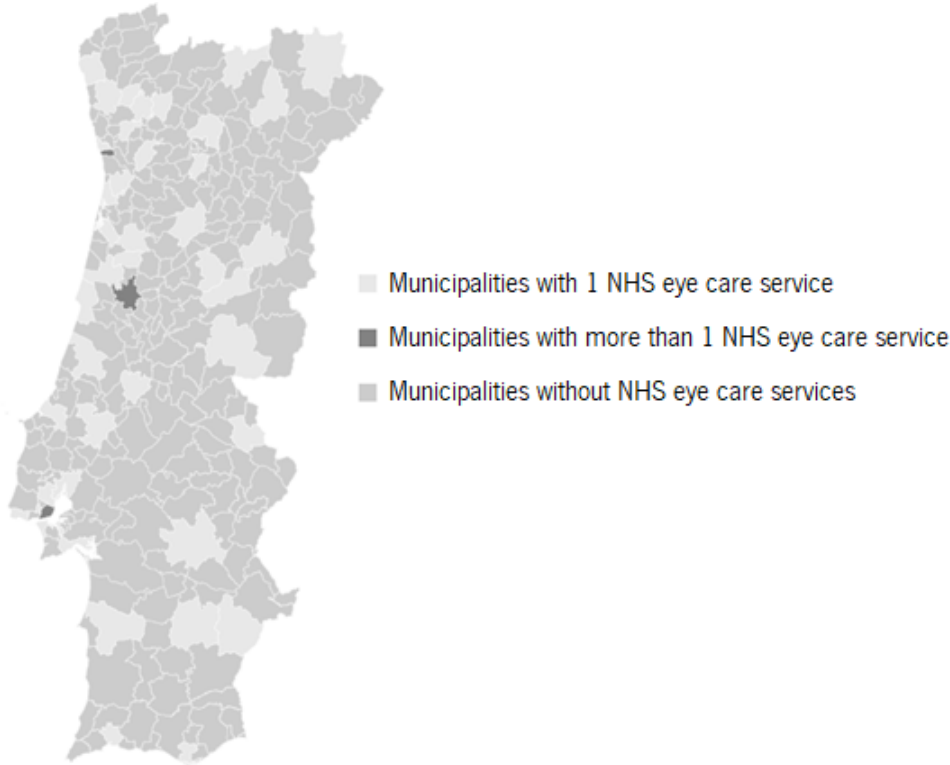 Municipalities with 1 NHS eye care service
Municipalities with more than 1 NHS eye care service
Municipalities without NHS eye care services